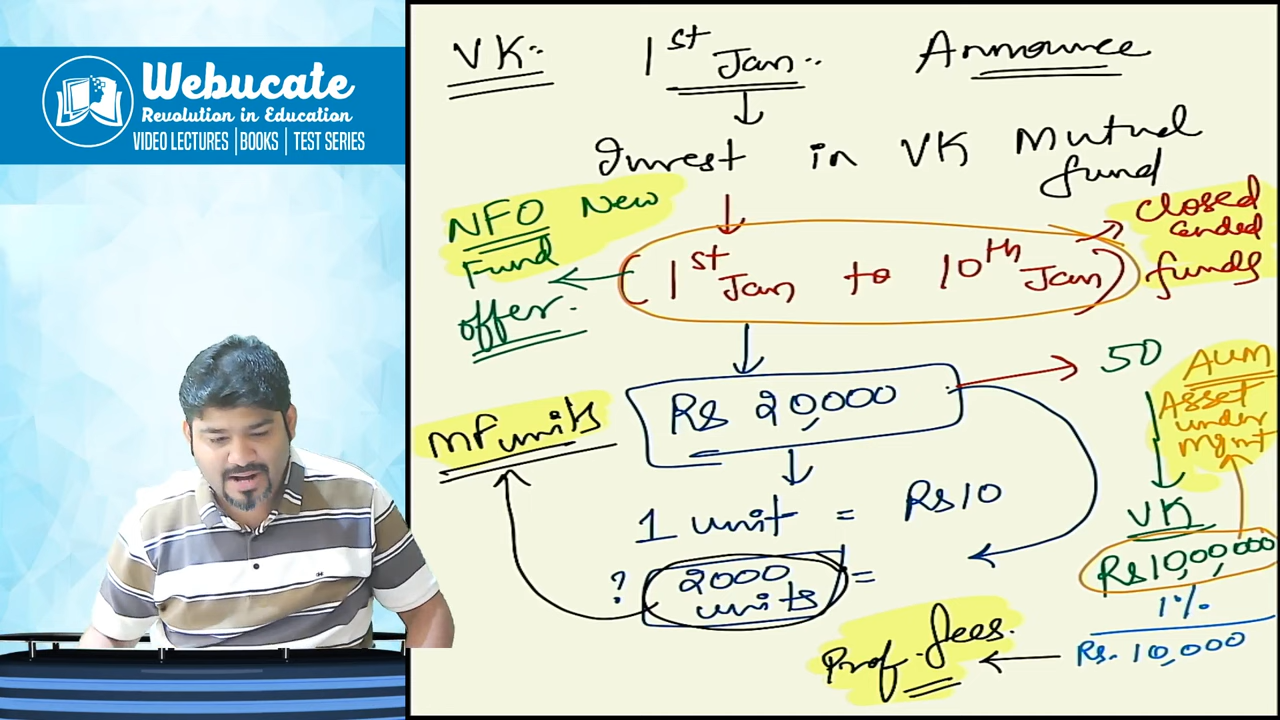 Webucate
Revolution in Education
VIDEO LECTURES | BOOKS | TEST SERIES
VK:- 1st Jan.. Announce
Invest in VK Mutual
fund
NFO New
Fund
offer.
(1st Jan to 10th Jan)
closed
ended
funds
Rs 20,000
50
AUM
Asset
under
Mgmt
MF units
1 unit = Rs 10
VK
Rs 10,00,000
? 2000 =
units
1%
Rs. 10,000
Prof. fees.